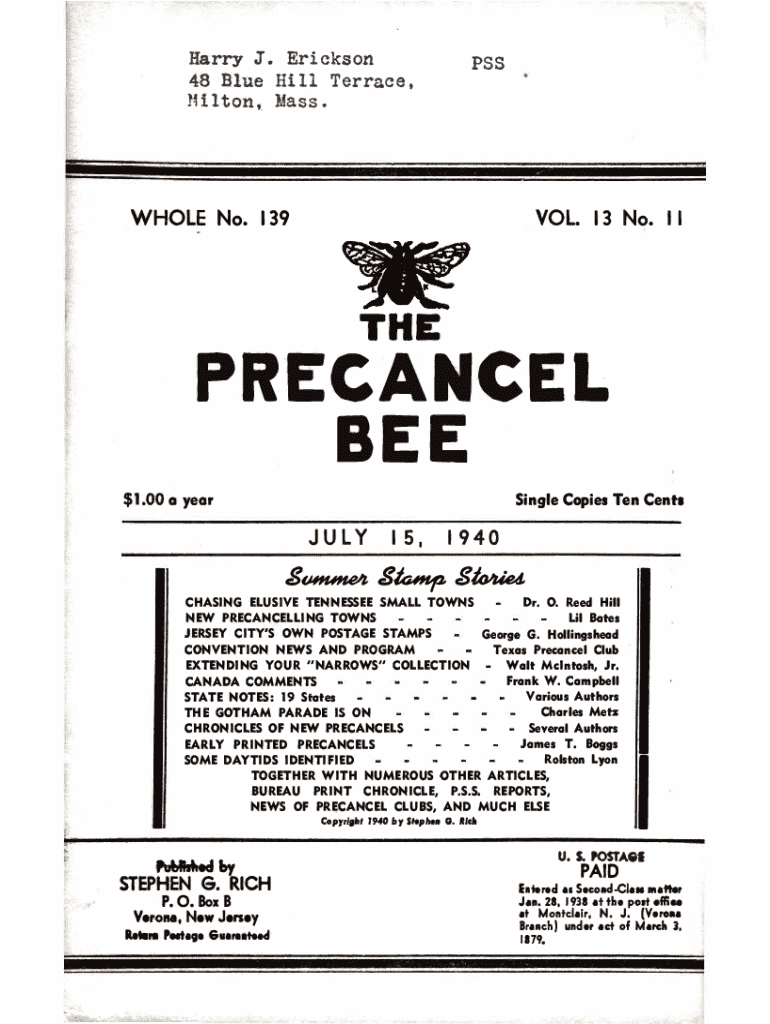 Harry J. Erickson PSS
48 Blue Hill Terrace,
Milton, Mass.
WHOLE No. 139 VOL. 13 No. 11
THE
PRECANCEL
BEE
$1.00 a year Single Copies Ten Cents
JULY 15, 1940
Summer Stamp Stories
CHASING ELUSIVE TENNESSEE SMALL TOWNS - Dr. O. Reed Hill
NEW PRECANCELLING TOWNS - - - - - - Lil Bates
JERSEY CITY'S OWN POSTAGE STAMPS - George G. Hollingshead
CONVENTION NEWS AND PROGRAM - - Texas Precancel Club
EXTENDING YOUR "NARROWS" COLLECTION - Walt McIntosh, Jr.
CANADA COMMENTS - - - - - - Frank W. Campbell
STATE NOTES: 19 States - - - - - - Various Authors
THE GOTHAM PARADE IS ON - - - - - Charles Metz
CHRONICLES OF NEW PRECANCELS - - - - Several Authors
EARLY PRINTED PRECANCELS - - - - James T. Boggs
SOME DAYTIDS IDENTIFIED - - - - - - Rolston Lyon
TOGETHER WITH NUMEROUS OTHER ARTICLES,
BUREAU PRINT CHRONICLE, P.S.S. REPORTS,
NEWS OF PRECANCEL CLUBS, AND MUCH ELSE
Copyright 1940 by Stephen G. Rich
Published by
STEPHEN G. RICH
P. O. Box B
Verona, New Jersey
Return Postage Guaranteed
U. S. POSTAGE
PAID
Entered as Second-Class matter
Jan. 28, 1938 at the post office
at Montclair, N. J. (Verona
Branch) under act of March 3,
1879.